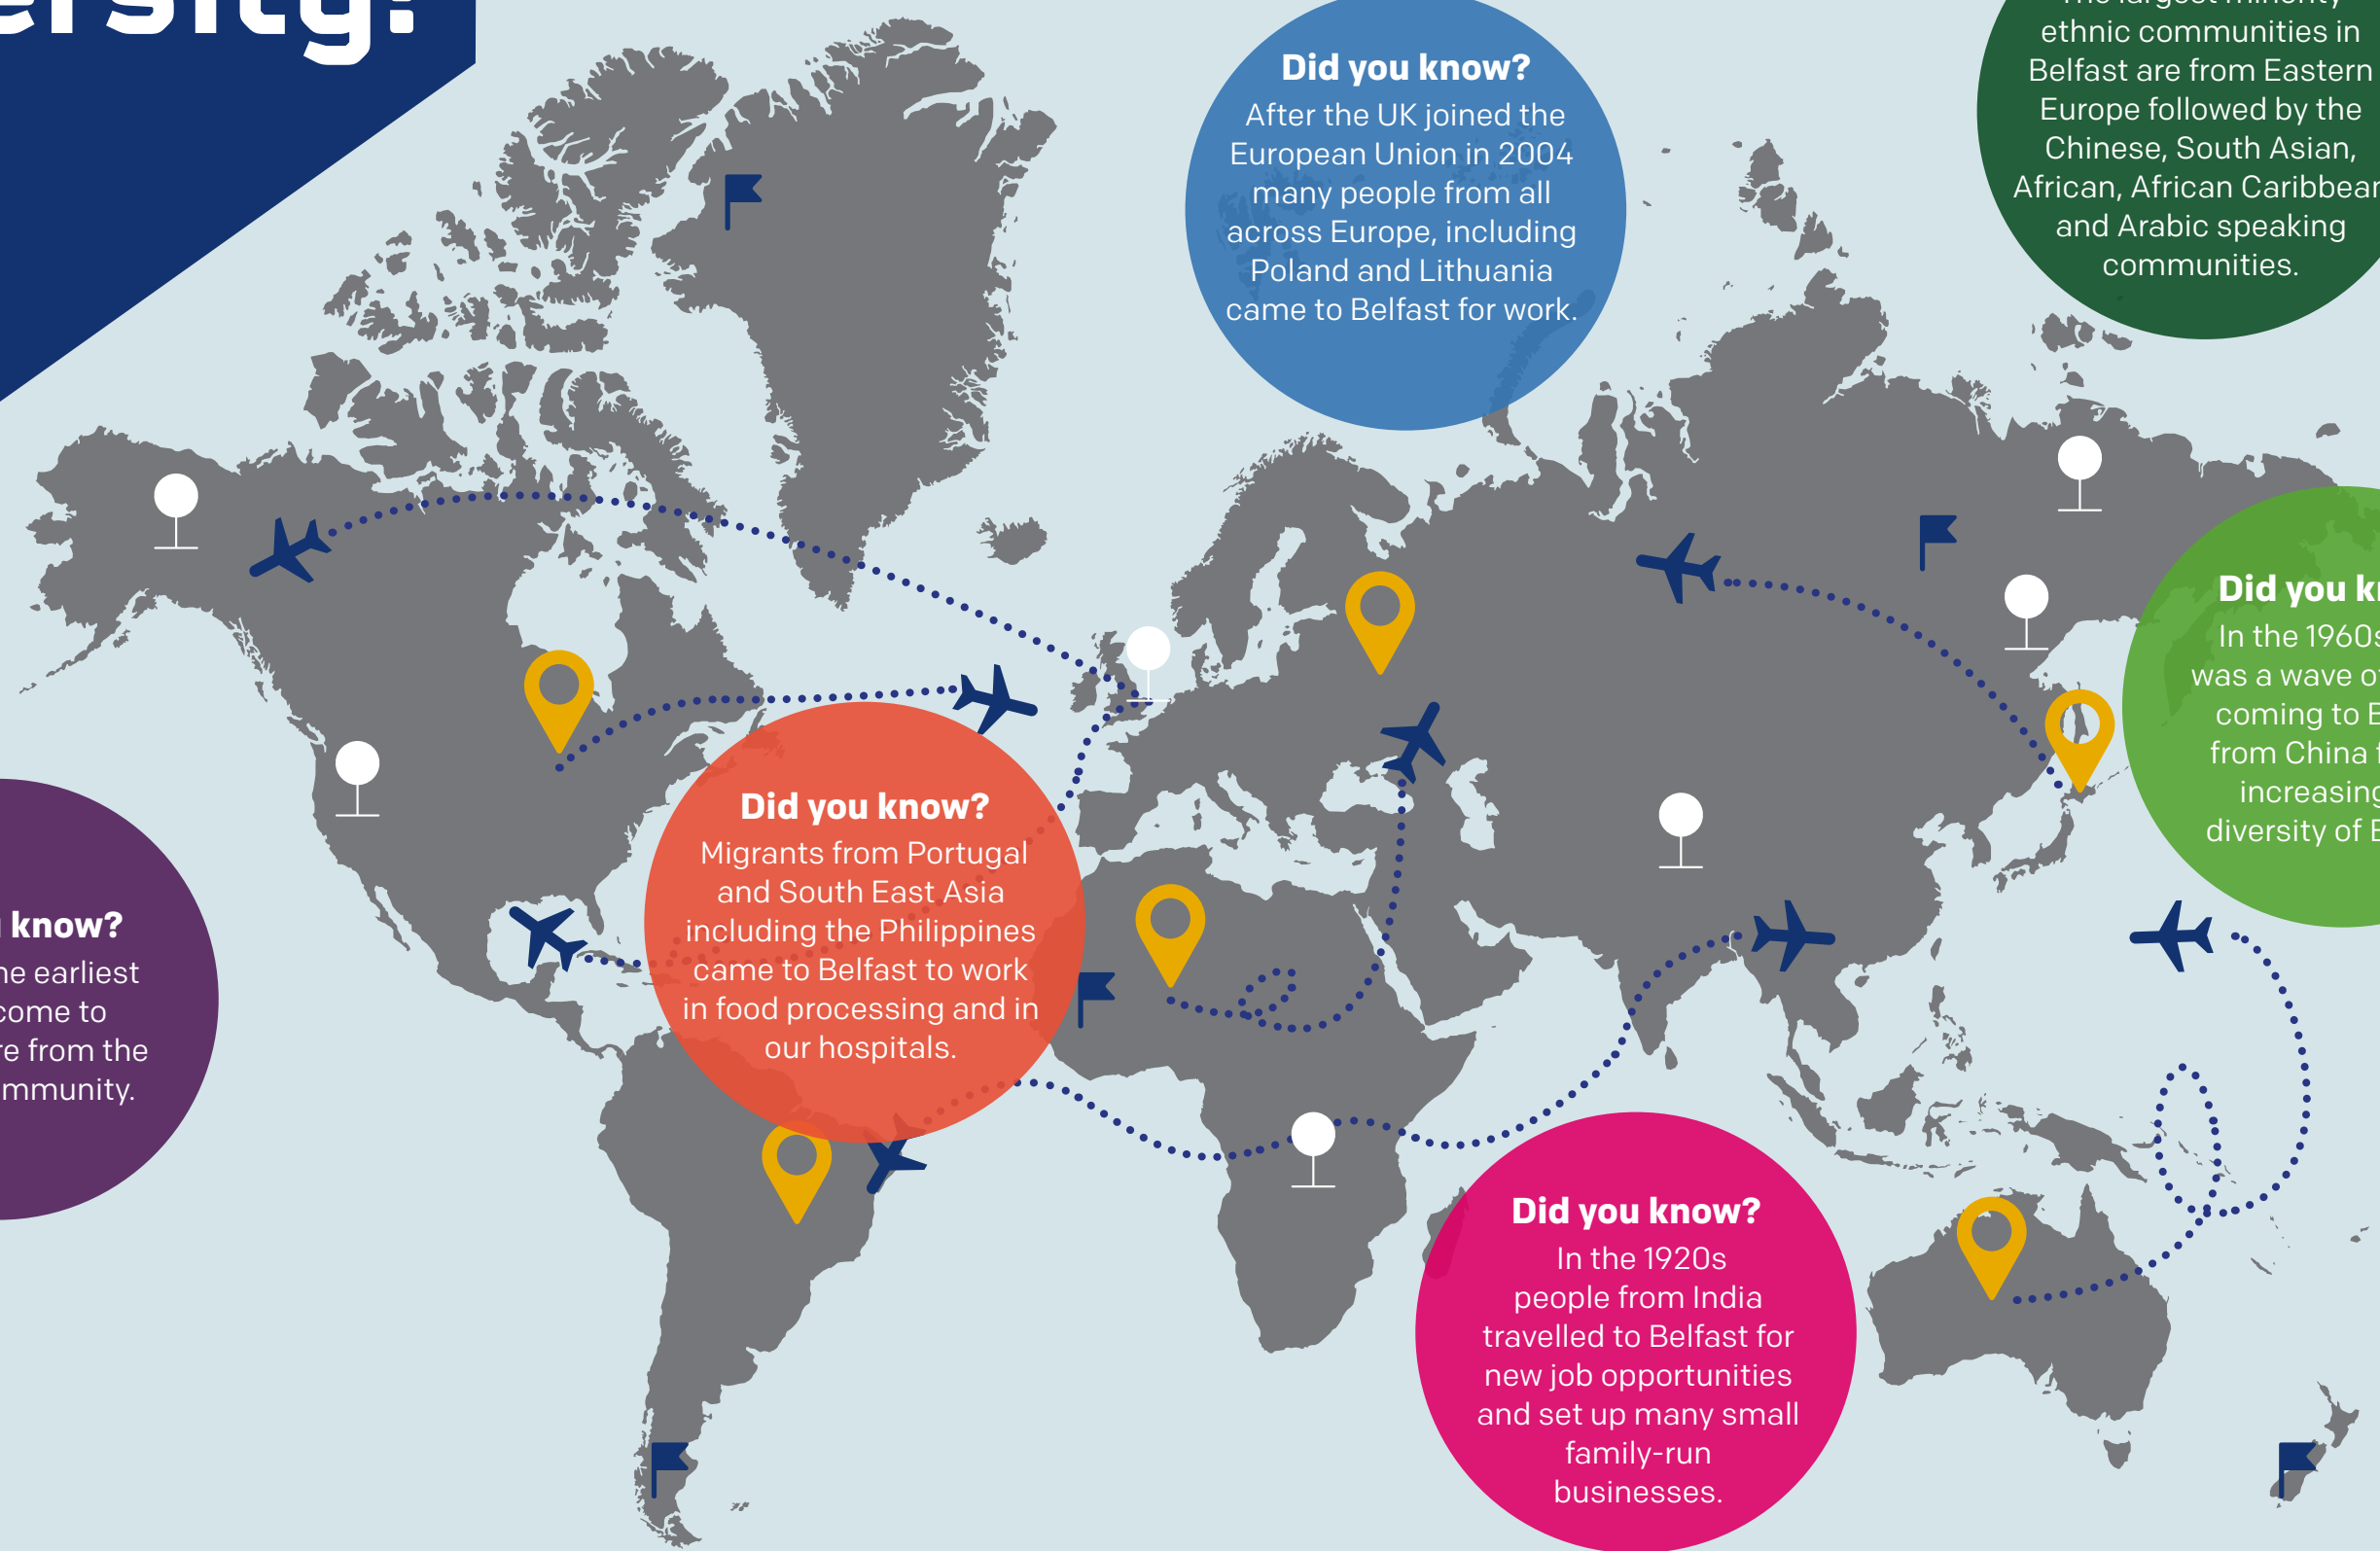 ersity!
Did you know?
After the UK joined the
European Union in 2004
many people from all
across Europe, including
Poland and Lithuania
came to Belfast for work.
The largest minority
ethnic communities in
Belfast are from Eastern
Europe followed by the
Chinese, South Asian,
African, African Caribbean
and Arabic speaking
communities.
Did you
In the 1960s
was a wave
coming to
from China
increasing
diversity of
Did you know?
Migrants from Portugal
and South East Asia
including the Philippines
came to Belfast to work
in food processing and in
our hospitals.
know?
earliest
come to
from the
Did you know?
In the 1920s
people from India
travelled to Belfast for
new job opportunities
and set up many small
family-run
businesses.